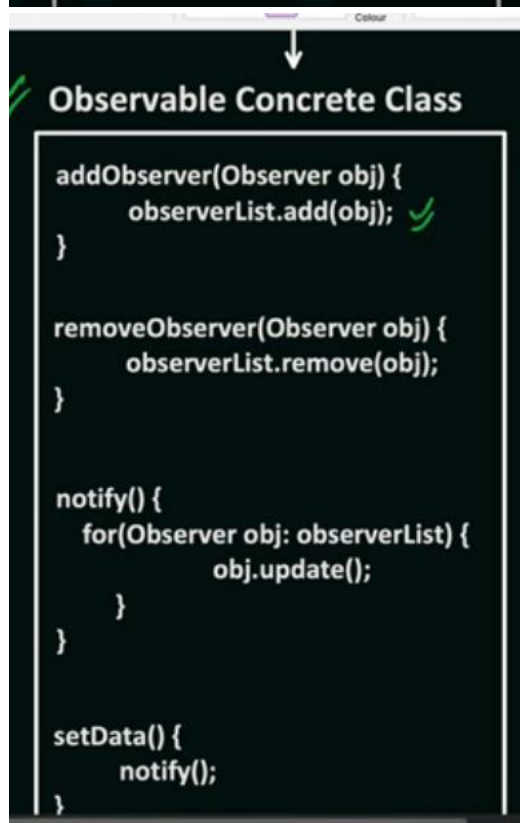 Colour
Observable Concrete Class
addObserver(Observer obj) {
observerList.add(obj);
}
removeObserver(Observer obj) {
observerList.remove(obj);
}
notify() {
for(Observer obj: observerList) {
obj.update();
}
}
setData() {
notify();
}